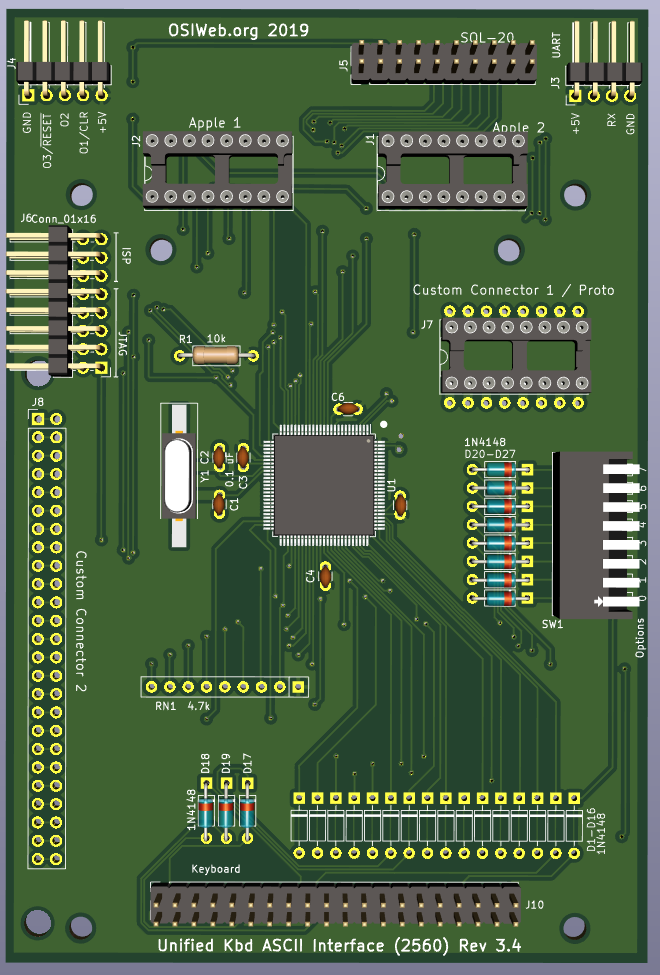 OSIWeb.org 2019
SOL-20
UART
J4
J5
J3
GND
O3/RESET
O2
O1/CLR
+5V
+5V
RX
GND
Apple 1
Apple 2
J2
J1
J6
Conn_01x16
ISP
JTAG
Custom Connector 1 / Proto
J7
R1
10k
J8
C6
1N4148
D20-D27
Y1
C2
0.1 uF
C3
C1
U1
C4
7
6
5
4
3
2
1
0
SW1
Options
Custom Connector 2
RN1
4.7k
D18
D19
D17
1N4148
D1-D16
1N4148
Keyboard
J10
Unified Kbd ASCII Interface (2560) Rev 3.4